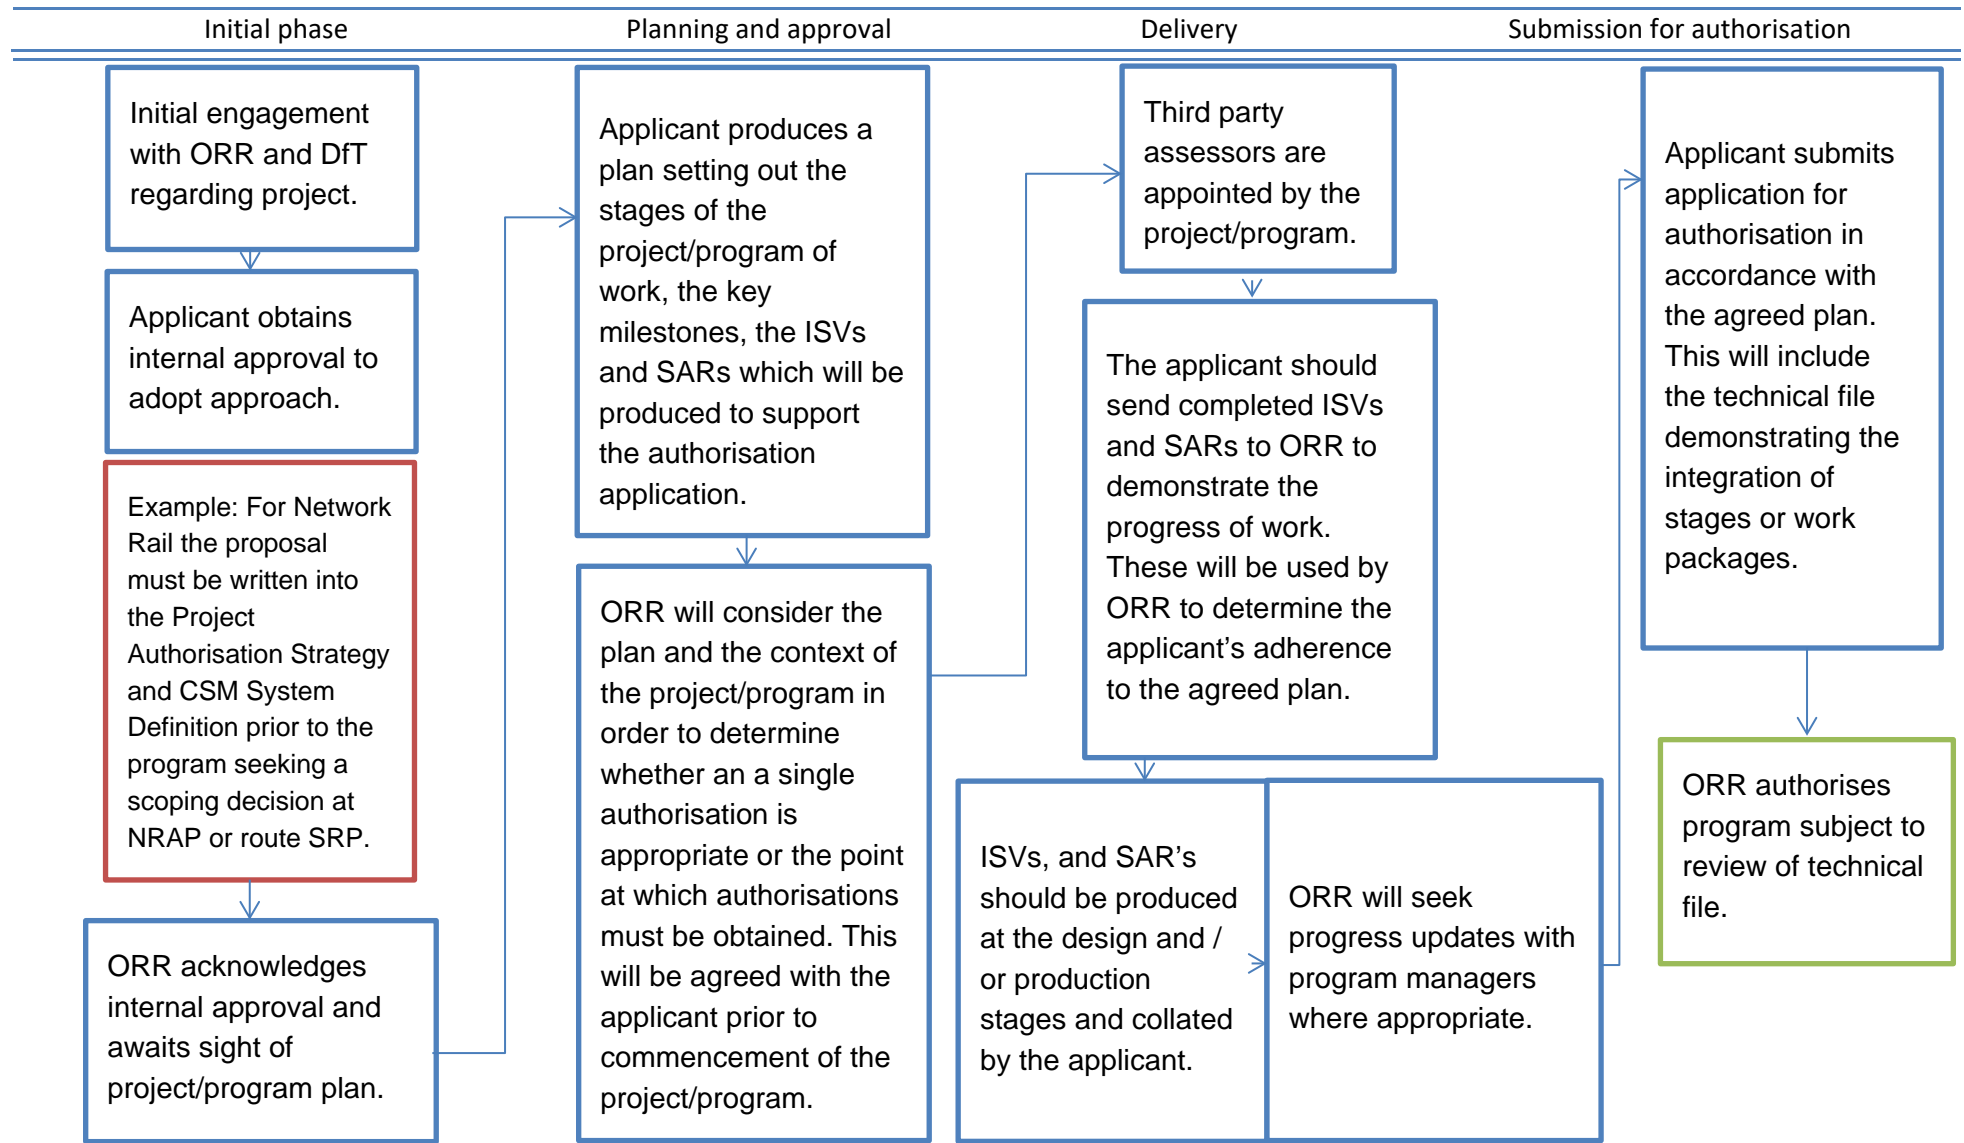 Initial phase
Planning and approval
Delivery
Submission for authorisation
Initial engagement
with ORR and DfT
regarding project.
Applicant obtains
internal approval to
adopt approach.
Example: For Network
Rail the proposal
must be written into
the Project
Authorisation Strategy
and CSM System
Definition prior to the
program seeking a
scoping decision at
NRAP or route SRP.
ORR acknowledges
internal approval and
awaits sight of
project/program plan.
Applicant produces a
plan setting out the
stages of the
project/program of
work, the key
milestones, the ISVs
and SARs which will be
produced to support
the authorisation
application.
ORR will consider the
plan and the context of
the project/program in
order to determine
whether an a single
authorisation is
appropriate or the point
at which authorisations
must be obtained. This
will be agreed with the
applicant prior to
commencement of the
project/program.
Third party
assessors are
appointed by the
project/program.
The applicant should
send completed ISVs
and SARs to ORR to
demonstrate the
progress of work.
These will be used by
ORR to determine the
applicant’s adherence
to the agreed plan.
ISVs, and SAR’s
should be produced
at the design and /
or production
stages and collated
by the applicant.
ORR will seek
progress updates with
program managers
where appropriate.
Applicant submits
application for
authorisation in
accordance with
the agreed plan.
This will include
the technical file
demonstrating the
integration of
stages or work
packages.
ORR authorises
program subject to
review of technical
file.